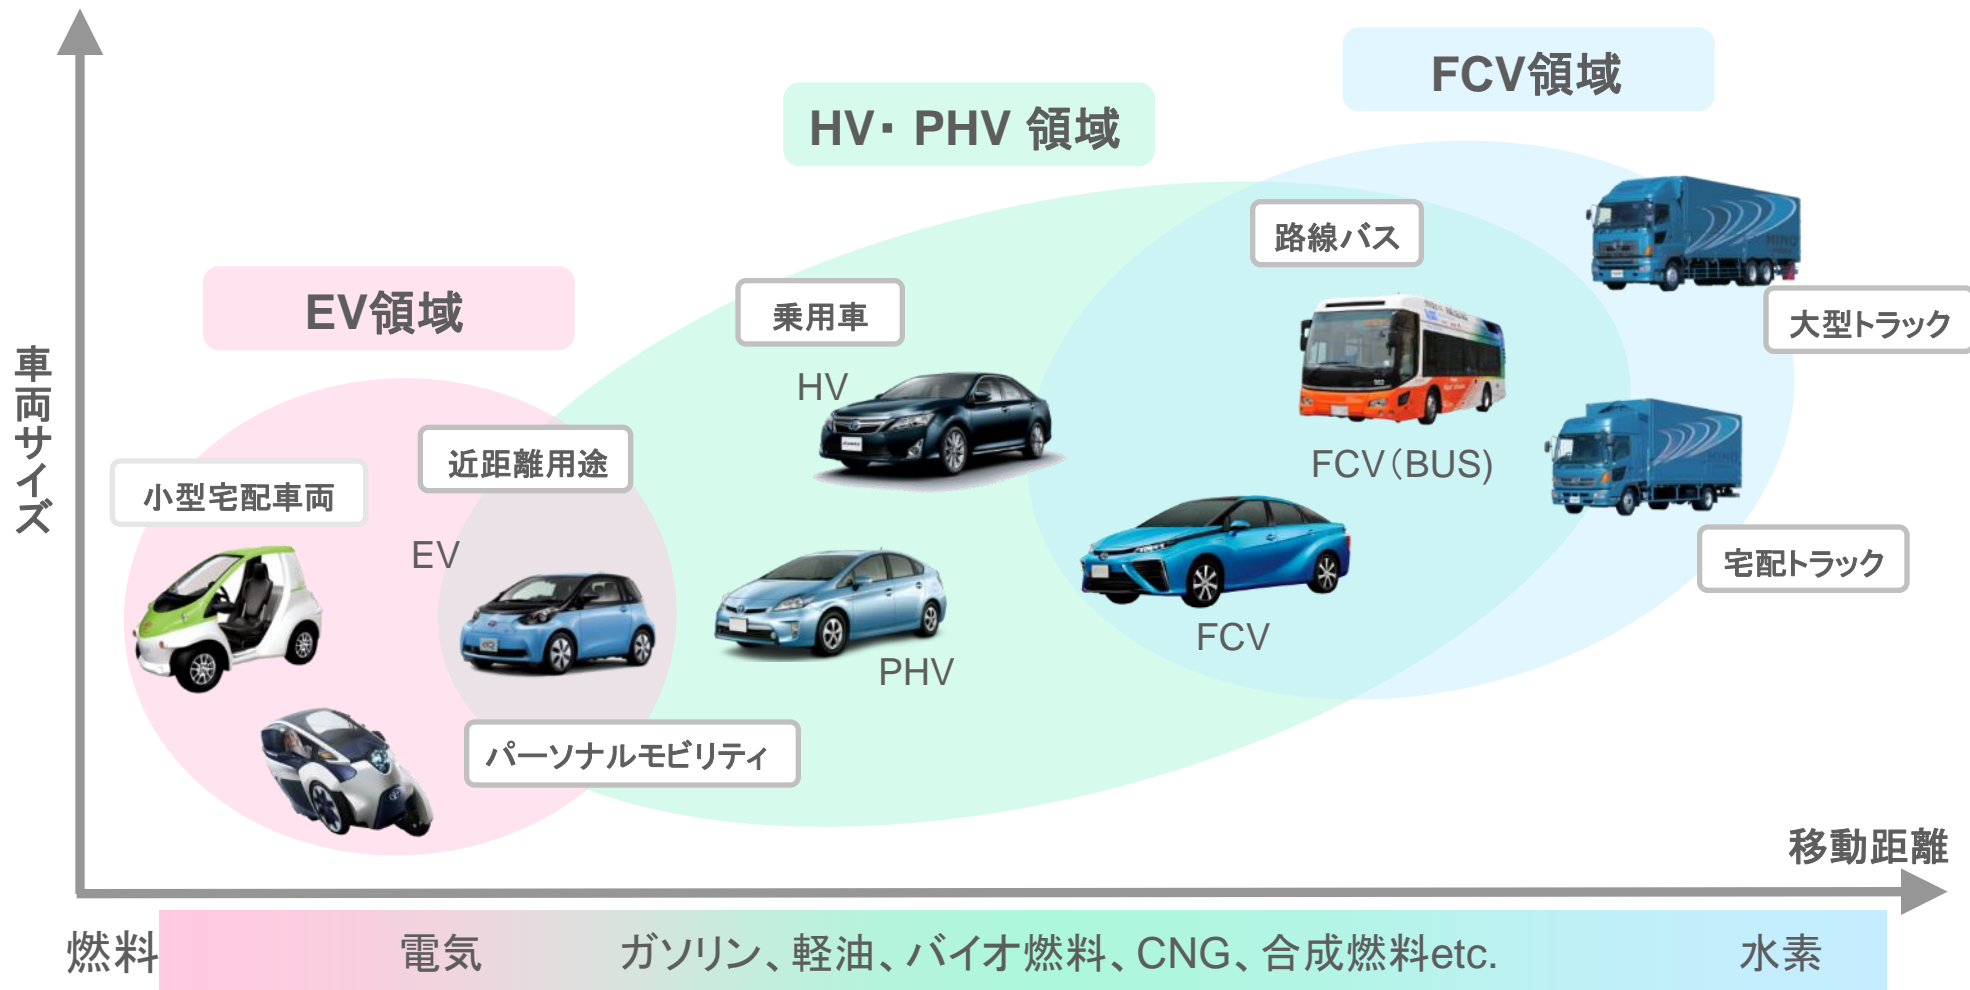 FCV領域
HV・PHV 領域
路線バス
EV領域
乗用車
大型トラック
車両サイズ
HV
近距離用途
FCV(BUS)
小型宅配車両
EV
宅配トラック
FCV
PHV
パーソナルモビリティ
移動距離
燃料
電気
ガソリン、軽油、バイオ燃料、CNG、合成燃料etc.
水素